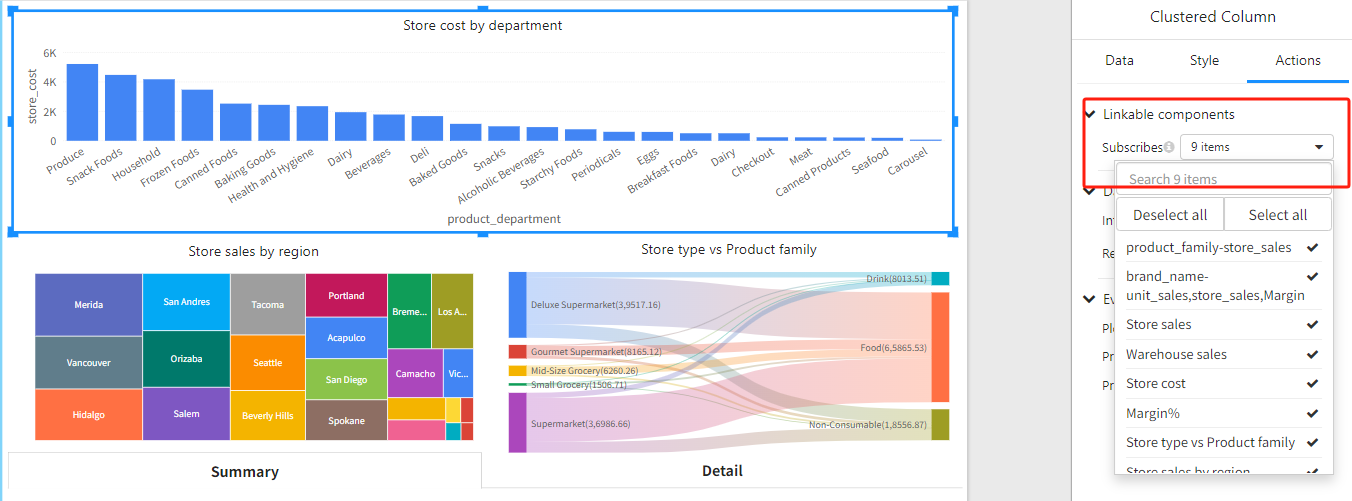 Store cost by department
store_cost
6K
4K
2K
0
Produce
Snack Foods
Household
Frozen Foods
Canned Foods
Baking Goods
Health and Hygiene
Dairy
Beverages
Deli
Baked Goods
Snacks
Alcoholic Beverages
Starchy Foods
Periodicals
Eggs
Breakfast Foods
Dairy
Checkout
Meat
Canned Products
Seafood
Carousel
product_department
Store sales by region
Merida
Vancouver
Hidalgo
San Andres
Orizaba
Salem
Tacoma
Seattle
Beverly Hills
Portland
Acapulco
San Diego
Spokane
Breme...
Los A...
Camacho
Vic...
Store type vs Product family
Deluxe Supermarket(3,9517.16)
Gourmet Supermarket(8165.12)
Mid-Size Grocery(6260.26)
Small Grocery(1506.71)
Supermarket(3,6986.66)
Drink(8013.51)
Food(6,5865.53)
Non-Consumable(1,8556.87)
Summary
Detail
Clustered Column
Data
Style
Actions
Linkable components
Subscribes
9 items
Search 9 items
Deselect all
Select all
product_family-store_sales
brand_name-
unit_sales,store_sales,Margin
Store sales
Warehouse sales
Store cost
Margin%
Store type vs Product family
Store sales by region
D
Int
Re
Ev
Ple
Pr
Pr